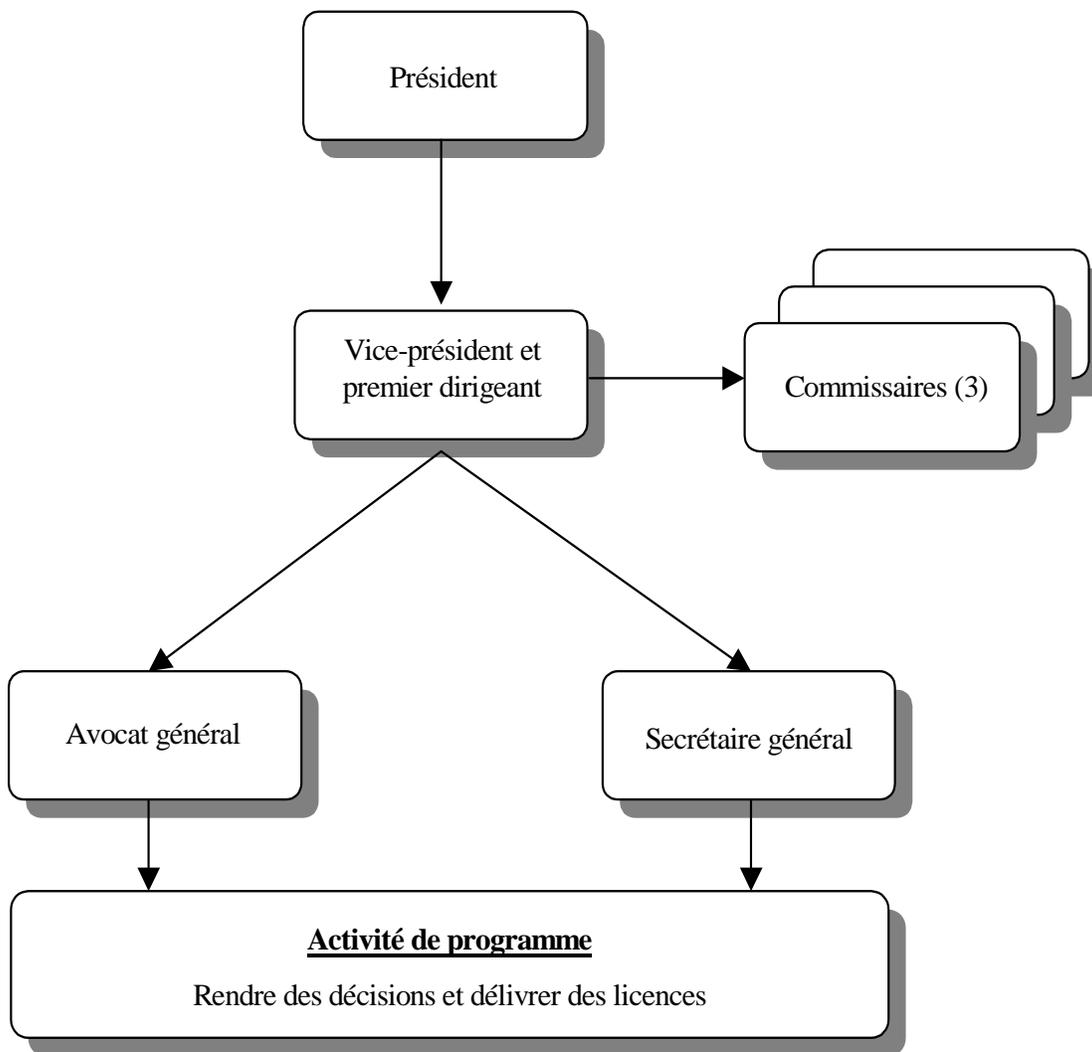 Président
Vice-président et
premier dirigeant
Commissaires (3)
Avocat général
Secrétaire général
Activité de programme
Rendre des décisions et délivrer des licences